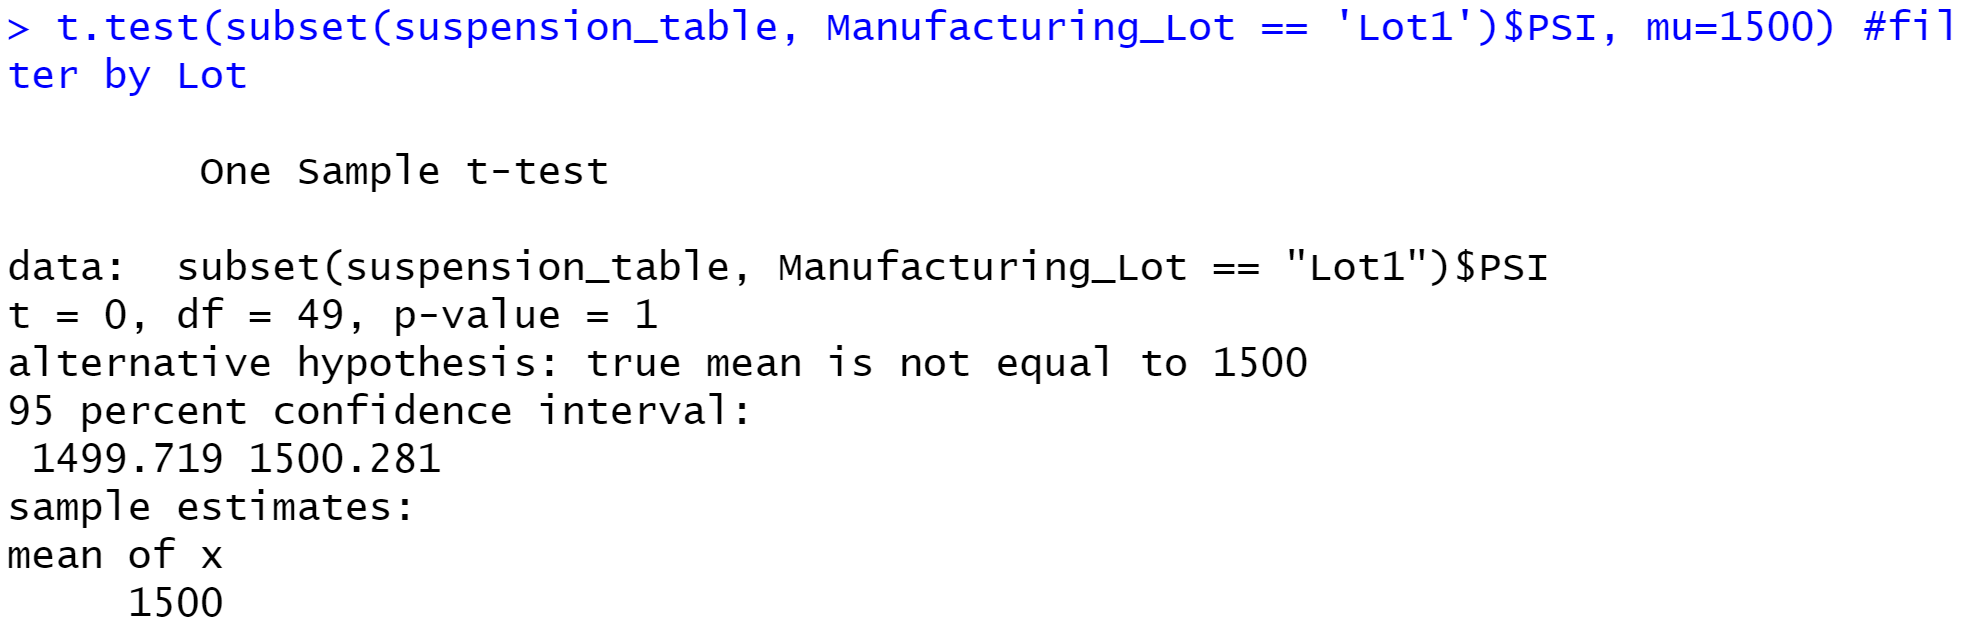 > t.test(subset(suspension_table, Manufacturing_Lot == 'Lot1')$PSI, mu=1500) #fil
ter by Lot
One Sample t-test
data:  subset(suspension_table, Manufacturing_Lot == "Lot1")$PSI
t = 0, df = 49, p-value = 1
alternative hypothesis: true mean is not equal to 1500
95 percent confidence interval:
1499.719 1500.281
sample estimates:
mean of x
1500